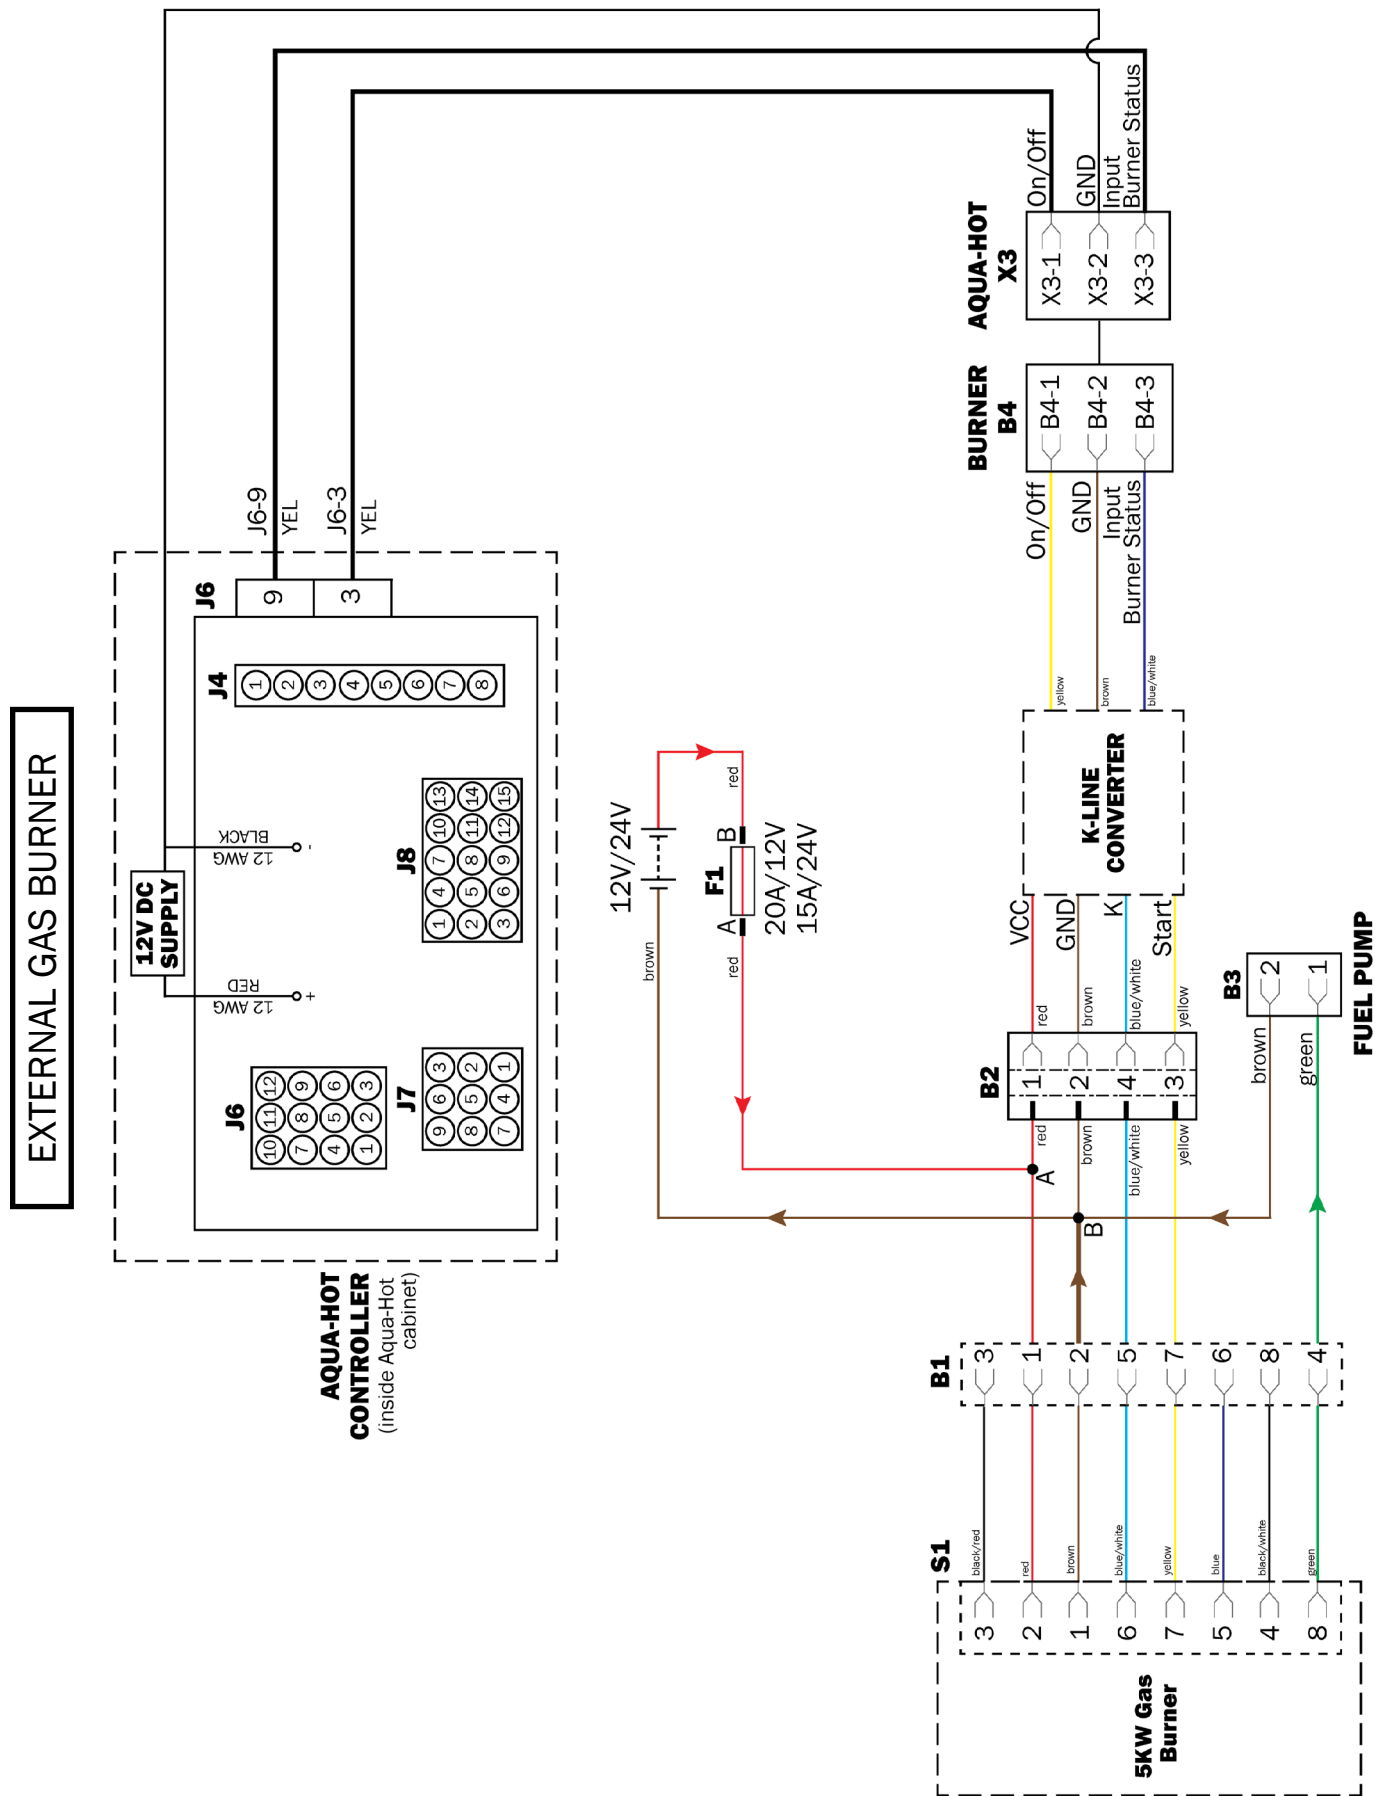 EXTERNAL GAS BURNER
AQUA-HOT
CONTROLLER
(inside Aqua-Hot
cabinet)
12V DC
SUPPLY
12 AWG
RED
+
12 AWG
BLACK
-
J6
10 11 12
7 8 9
4 5 6
1 2 3
J7
9 6 3
8 5 2
7 4 1
J8
1 4 7 10 13
2 5 8 11 14
3 6 9 12 15
J4
1
2
3
4
5
6
7
8
J6
9
3
J6-9
YEL
J6-3
YEL
12V/24V
brown
red
A
F1
B
red
20A/12V
15A/24V
S1
5KW Gas
Burner
3
2
1
6
7
5
4
8
black/red
red
brown
blue/white
yellow
blue
black/white
green
B1
3
1
2
5
7
6
8
4
A
B
red
brown
blue/white
yellow
B2
1
2
4
3
red
brown
blue/white
yellow
VCC
GND
K
Start
brown
green
B3
2
1
FUEL PUMP
K-LINE
CONVERTER
yellow
brown
blue/white
On/Off
GND
Input
Burner Status
BURNER
B4
B4-1
B4-2
B4-3
AQUA-HOT
X3
X3-1
X3-2
X3-3
On/Off
GND
Input
Burner Status